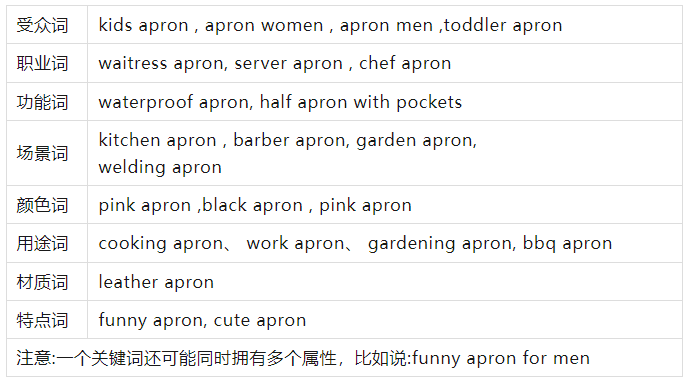 受众词 kids apron , apron women , apron men ,toddler apron
职业词 waitress apron, server apron , chef apron
功能词 waterproof apron, half apron with pockets
场景词 kitchen apron , barber apron, garden apron,
welding apron
颜色词 pink apron ,black apron , pink apron
用途词 cooking apron、 work apron、 gardening apron, bbq apron
材质词 leather apron
特点词 funny apron, cute apron
注意:一个关键词还可能同时拥有多个属性，比如说:funny apron for men